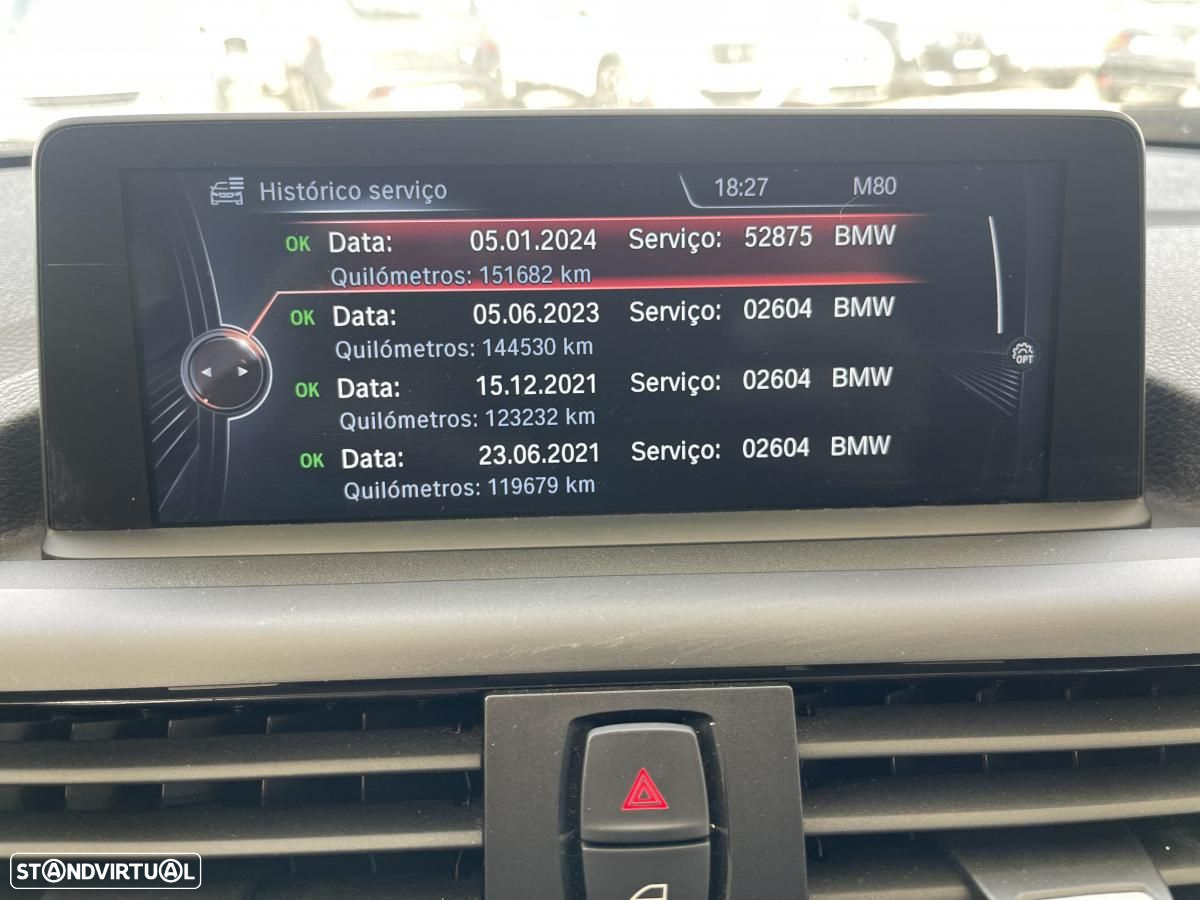 Histórico serviço 18:27 M80
OK Data: 05.01.2024 Serviço: 52875 BMW
Quilómetros: 151682 km
OK Data: 05.06.2023 Serviço: 02604 BMW
Quilómetros: 144530 km
OK Data: 15.12.2021 Serviço: 02604 BMW
Quilómetros: 123232 km
OK Data: 23.06.2021 Serviço: 02604 BMW
Quilómetros: 119679 km
OPT
STANDVIRTUAL